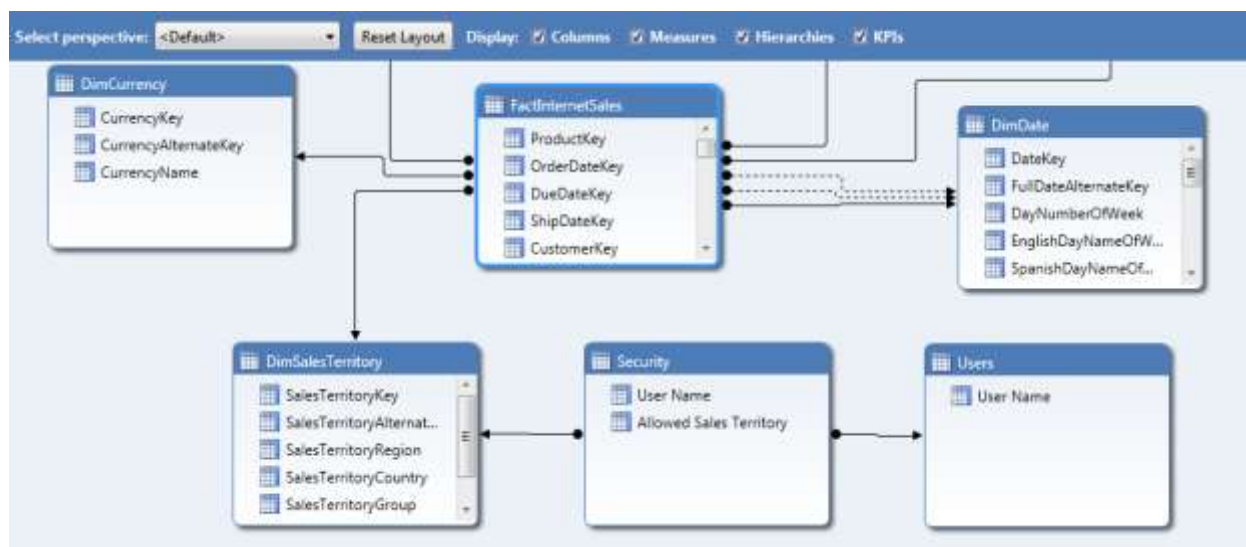 Select perspective: <Default> Reset Layout Display: Columns Measures Hierarchies KPIs
DimCurrency
CurrencyKey
CurrencyAlternateKey
CurrencyName
FactInternetSales
ProductKey
OrderDateKey
DueDateKey
ShipDateKey
CustomerKey
DimDate
DateKey
FullDateAlternateKey
DayNumberOfWeek
EnglishDayNameOfW...
SpanishDayNameOf...
DimSalesTerritory
SalesTerritoryKey
SalesTerritoryAlternat...
SalesTerritoryRegion
SalesTerritoryCountry
SalesTerritoryGroup
Security
User Name
Allowed Sales Territory
Users
User Name